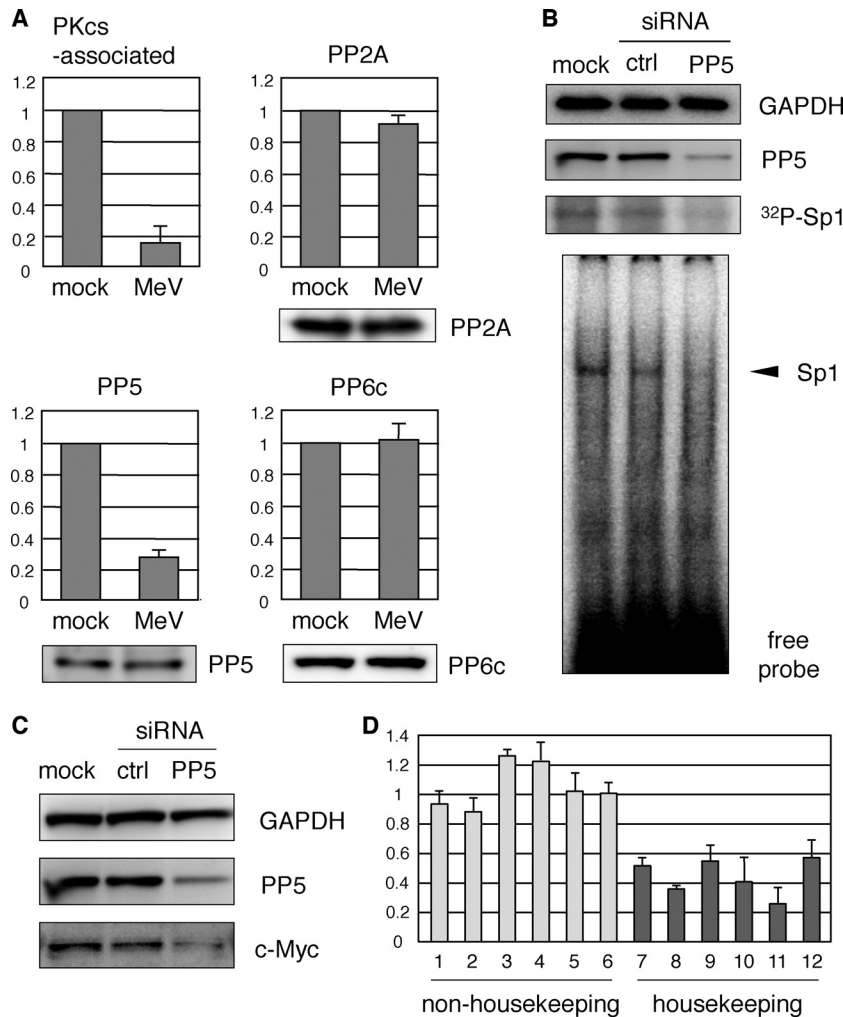 A
PKcs
-associated
1.2
1
0.8
0.6
0.4
0.2
0
mock MeV
PP2A
1.2
1
0.8
0.6
0.4
0.2
0
mock MeV
PP2A
PP5
1.2
1
0.8
0.6
0.4
0.2
0
mock MeV
PP5
PP6c
1.2
1
0.8
0.6
0.4
0.2
0
mock MeV
PP6c
B
siRNA
mock ctrl PP5
GAPDH
PP5
³²P-Sp1
Sp1
free
probe
C
siRNA
mock ctrl PP5
GAPDH
PP5
c-Myc
D
1.4
1.2
1
0.8
0.6
0.4
0.2
0
1 2 3 4 5 6 7 8 9 10 11 12
non-housekeeping housekeeping